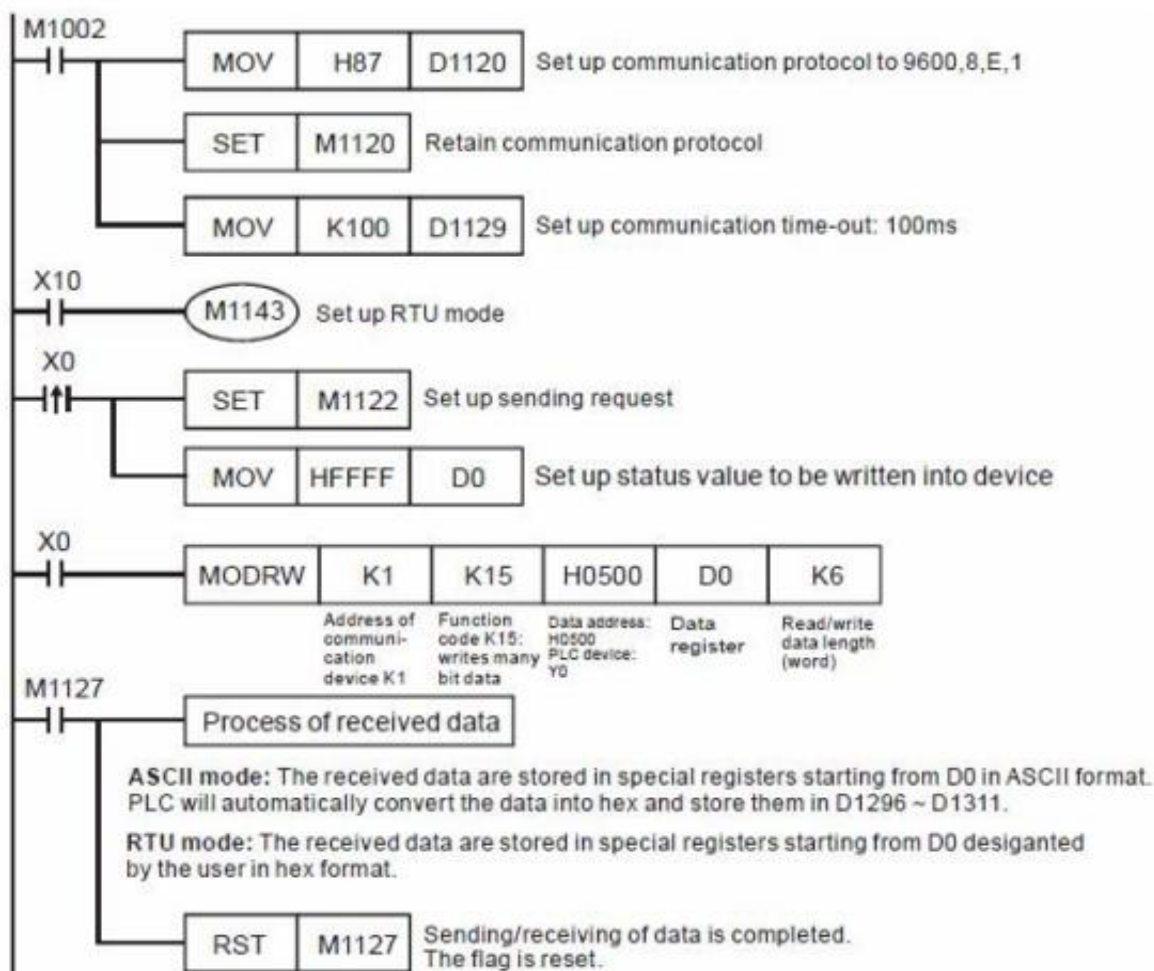 M1002
MOV H87 D1120 Set up communication protocol to 9600,8,E,1
SET M1120 Retain communication protocol
MOV K100 D1129 Set up communication time-out: 100ms
X10
M1143 Set up RTU mode
X0
SET M1122 Set up sending request
MOV HFFFF D0 Set up status value to be written into device
X0
MODRW K1 K15 H0500 D0 K6
Address of
communi-
cation
device K1
Function
code K15:
writes many
bit data
Data address:
H0500
PLC device:
Y0
Data
register
Read/write
data length
(word)
M1127
Process of received data
ASCII mode: The received data are stored in special registers starting from D0 in ASCII format.
PLC will automatically convert the data into hex and store them in D1296 ~ D1311.
RTU mode: The received data are stored in special registers starting from D0 desiganted
by the user in hex format.
RST M1127 Sending/receiving of data is completed.
The flag is reset.